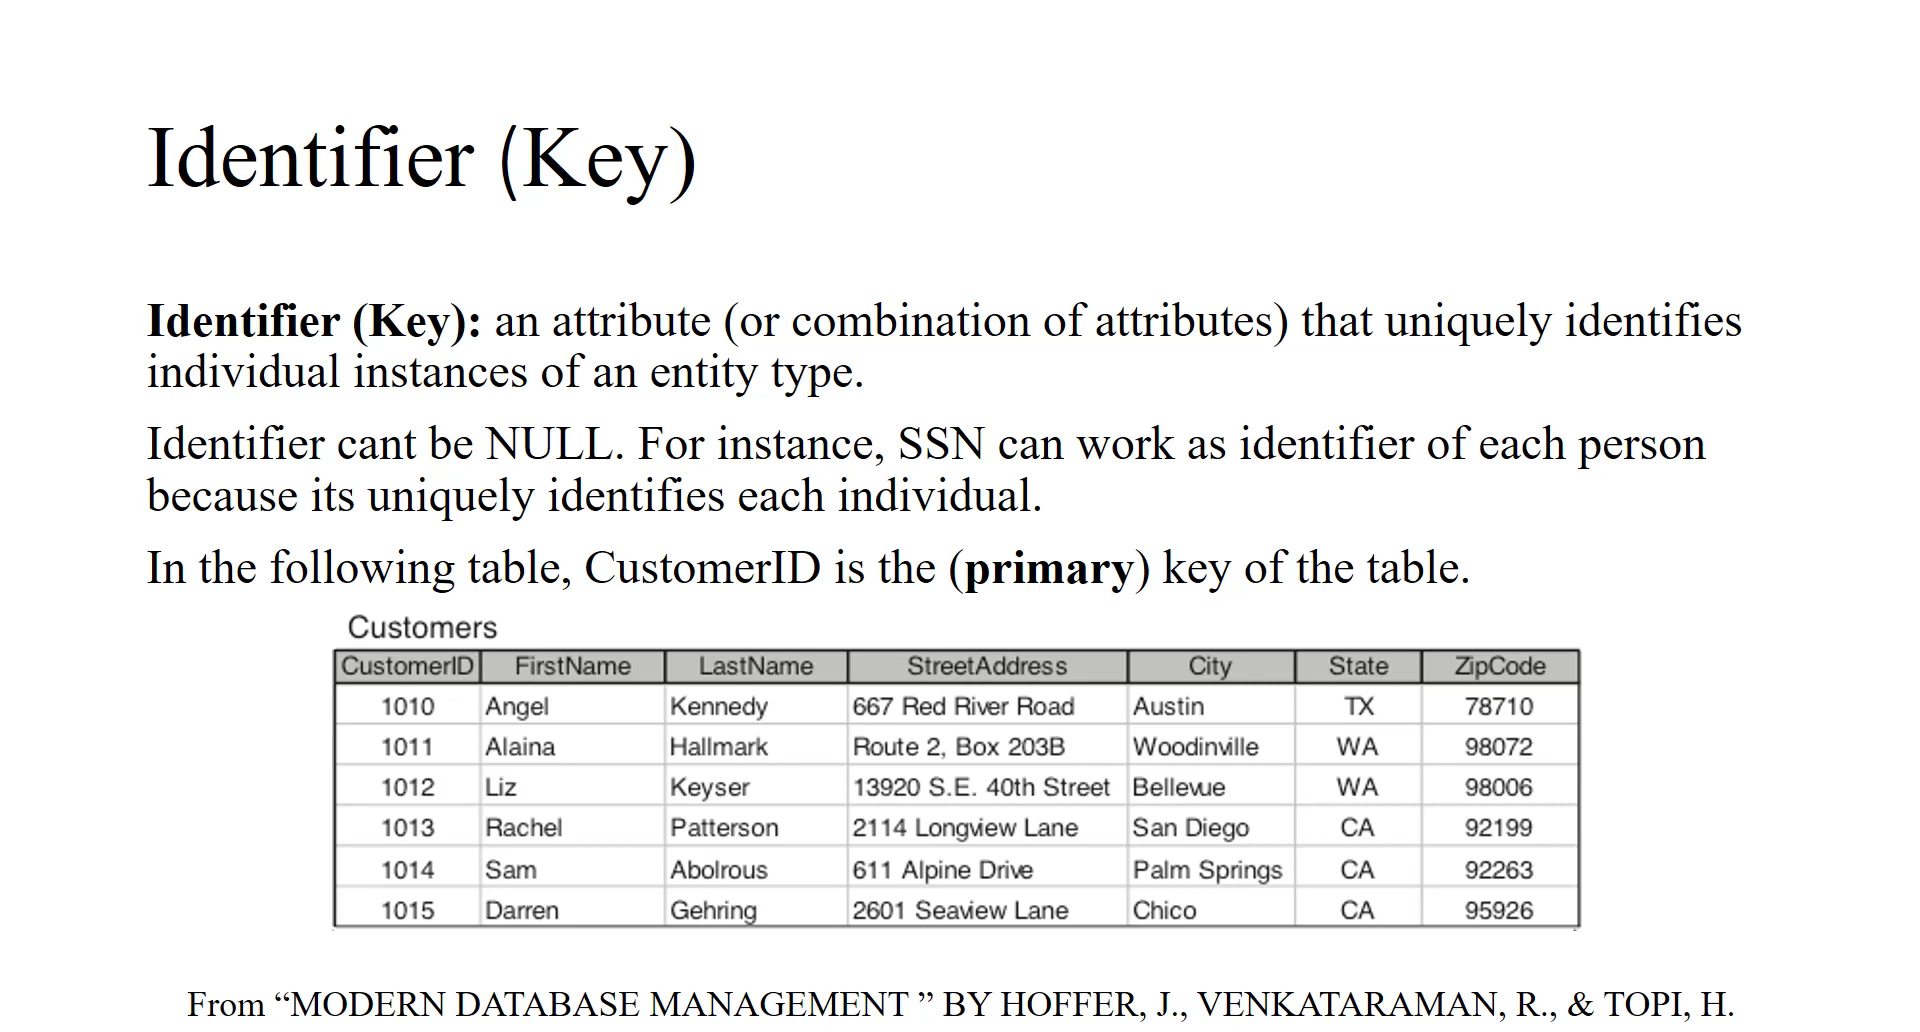 Identifier (Key)
Identifier (Key): an attribute (or combination of attributes) that uniquely identifies
individual instances of an entity type.
Identifier cant be NULL. For instance, SSN can work as identifier of each person
because its uniquely identifies each individual.
In the following table, CustomerID is the (primary) key of the table.
Customers
CustomerID FirstName LastName StreetAddress City State ZipCode
1010 Angel Kennedy 667 Red River Road Austin TX 78710
1011 Alaina Hallmark Route 2, Box 203B Woodinville WA 98072
1012 Liz Keyser 13920 S.E. 40th Street Bellevue WA 98006
1013 Rachel Patterson 2114 Longview Lane San Diego CA 92199
1014 Sam Abolrous 611 Alpine Drive Palm Springs CA 92263
1015 Darren Gehring 2601 Seaview Lane Chico CA 95926
From “MODERN DATABASE MANAGEMENT ” BY HOFFER, J., VENKATARAMAN, R., & TOPI, H.